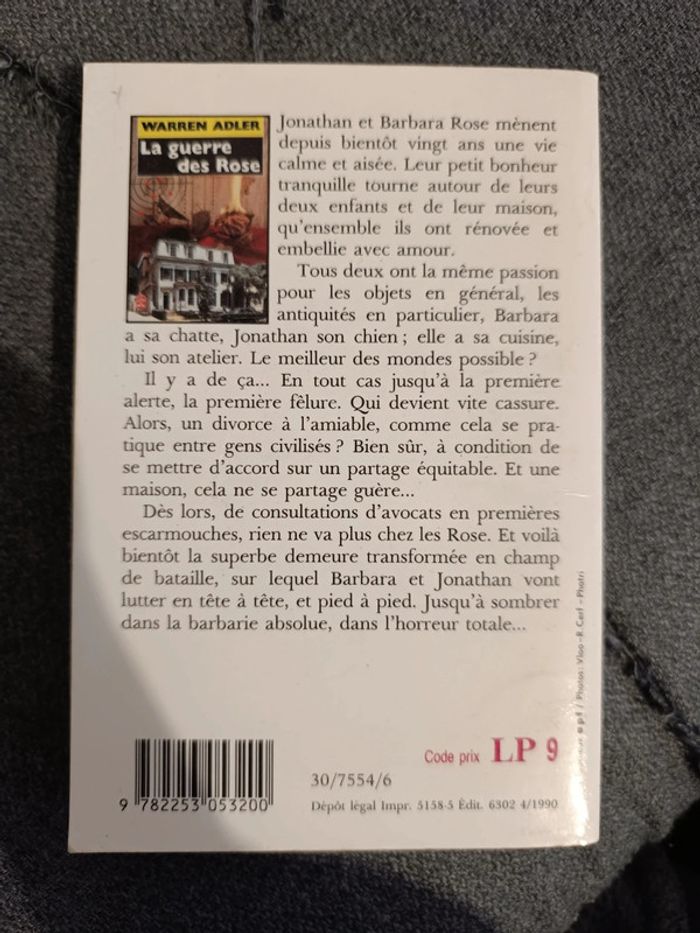 WARREN ADLER
La guerre
des Rose
Jonathan et Barbara Rose mènent
depuis bientôt vingt ans une vie
calme et aisée. Leur petit bonheur
tranquille tourne autour de leurs
deux enfants et de leur maison,
qu'ensemble ils ont rénovée et
embellie avec amour.
Tous deux ont la même passion
pour les objets en général, les
antiquités en particulier, Barbara
a sa chatte, Jonathan son chien ; elle a sa cuisine,
lui son atelier. Le meilleur des mondes possible ?
Il y a de ça... En tout cas jusqu'à la première
alerte, la première fêlure. Qui devient vite cassure.
Alors, un divorce à l'amiable, comme cela se pra-
tique entre gens civilisés ? Bien sûr, à condition de
se mettre d'accord sur un partage équitable. Et une
maison, cela ne se partage guère...
Dès lors, de consultations d'avocats en premières
escarmouches, rien ne va plus chez les Rose. Et voilà
bientôt la superbe demeure transformée en champ
de bataille, sur lequel Barbara et Jonathan vont
lutter en tête à tête, et pied à pied. Jusqu'à sombrer
dans la barbarie absolue, dans l'horreur totale...
p f / Photos : Vloo - R. Cerf - Photri
Code prix LP 9
30/7554/6
9 782253 053200
Dépôt légal Impr. 5158-5 Édit. 6302 4/1990